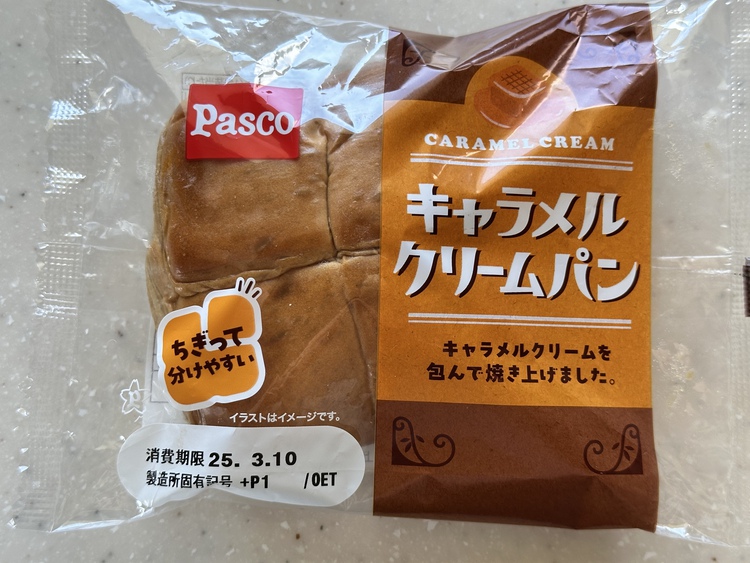 Pasco
CARAMEL CREAM
キャラメル
クリームパン
キャラメルクリームを
包んで焼き上げました。
ちぎって
分けやすい
イラストはイメージです。
消費期限 25. 3.10
製造所固有記号 +P1 /OET